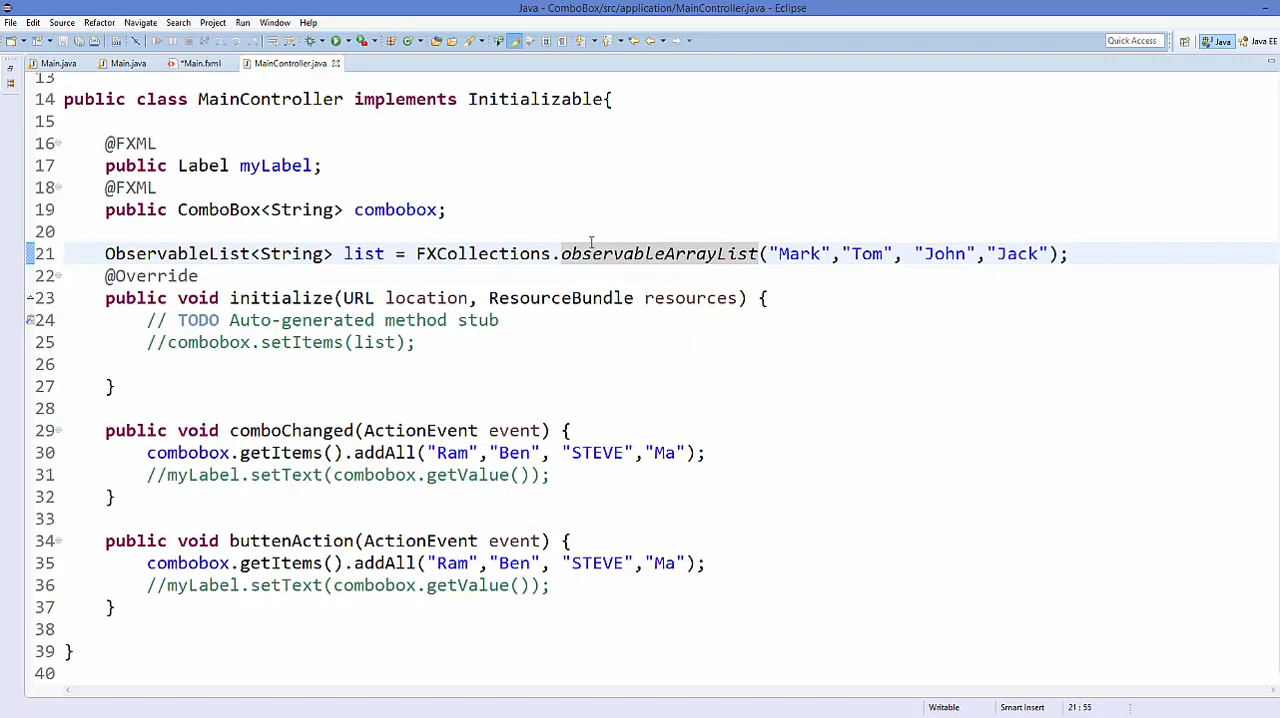 Java - ComboBox/src/application/MainController.java - Eclipse
File Edit Source Refactor Navigate Search Project Run Window Help
Quick Access Java Java EE
Main.java Main.java *Main.fxml MainController.java
13
14 public class MainController implements Initializable{
15
16 @FXML
17 public Label myLabel;
18 @FXML
19 public ComboBox<String> combobox;
20
21 ObservableList<String> list = FXCollections.observableArrayList("Mark","Tom", "John","Jack");
22 @Override
23 public void initialize(URL location, ResourceBundle resources) {
24 // TODO Auto-generated method stub
25 //combobox.setItems(list);
26
27 }
28
29 public void comboChanged(ActionEvent event) {
30 combobox.getItems().addAll("Ram","Ben", "STEVE","Ma");
31 //myLabel.setText(combobox.getValue());
32 }
33
34 public void buttenAction(ActionEvent event) {
35 combobox.getItems().addAll("Ram","Ben", "STEVE","Ma");
36 //myLabel.setText(combobox.getValue());
37 }
38
39 }
40
Writable Smart Insert 21 : 55